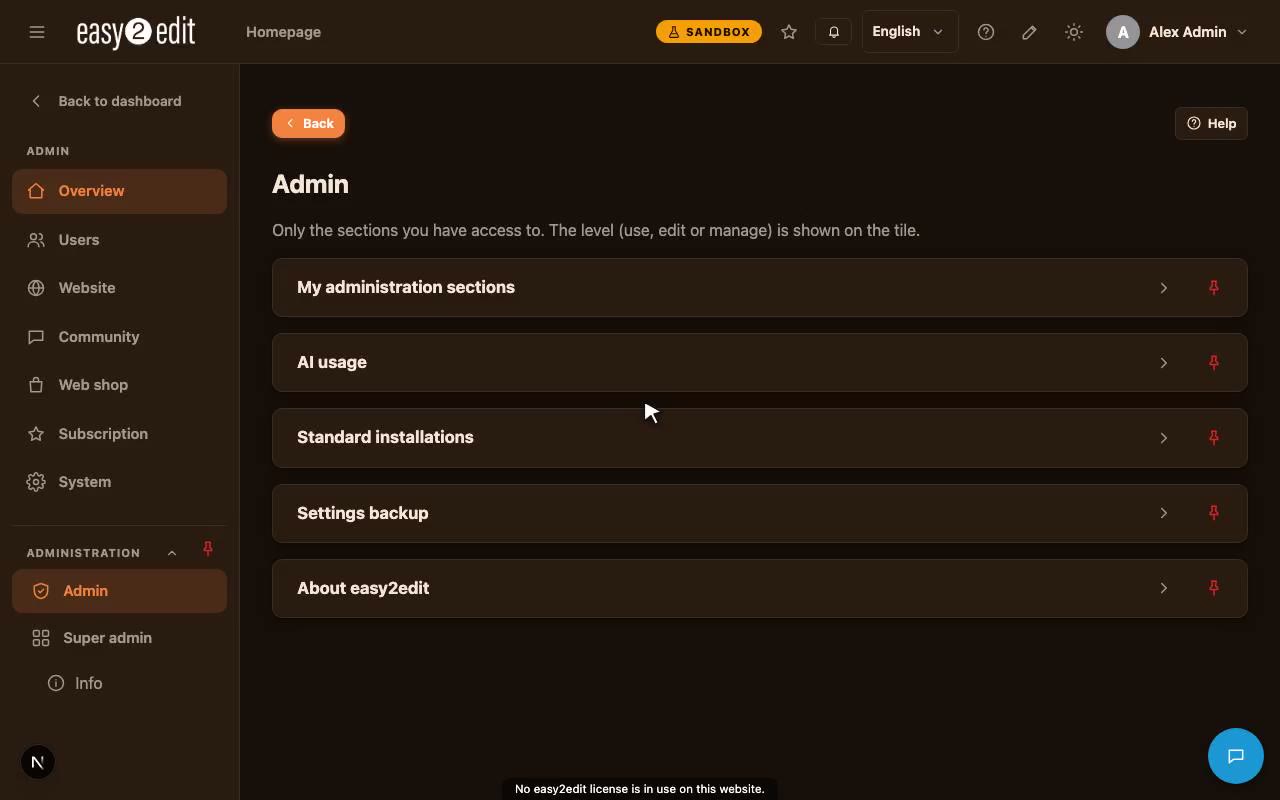 easy2edit
Homepage
SANDBOX
English
A
Alex Admin
Back to dashboard
ADMIN
Overview
Users
Website
Community
Web shop
Subscription
System
ADMINISTRATION
Admin
Super admin
Info
N
Back
Help
Admin
Only the sections you have access to. The level (use, edit or manage) is shown on the tile.
My administration sections
AI usage
Standard installations
Settings backup
About easy2edit
No easy2edit license is in use on this website.